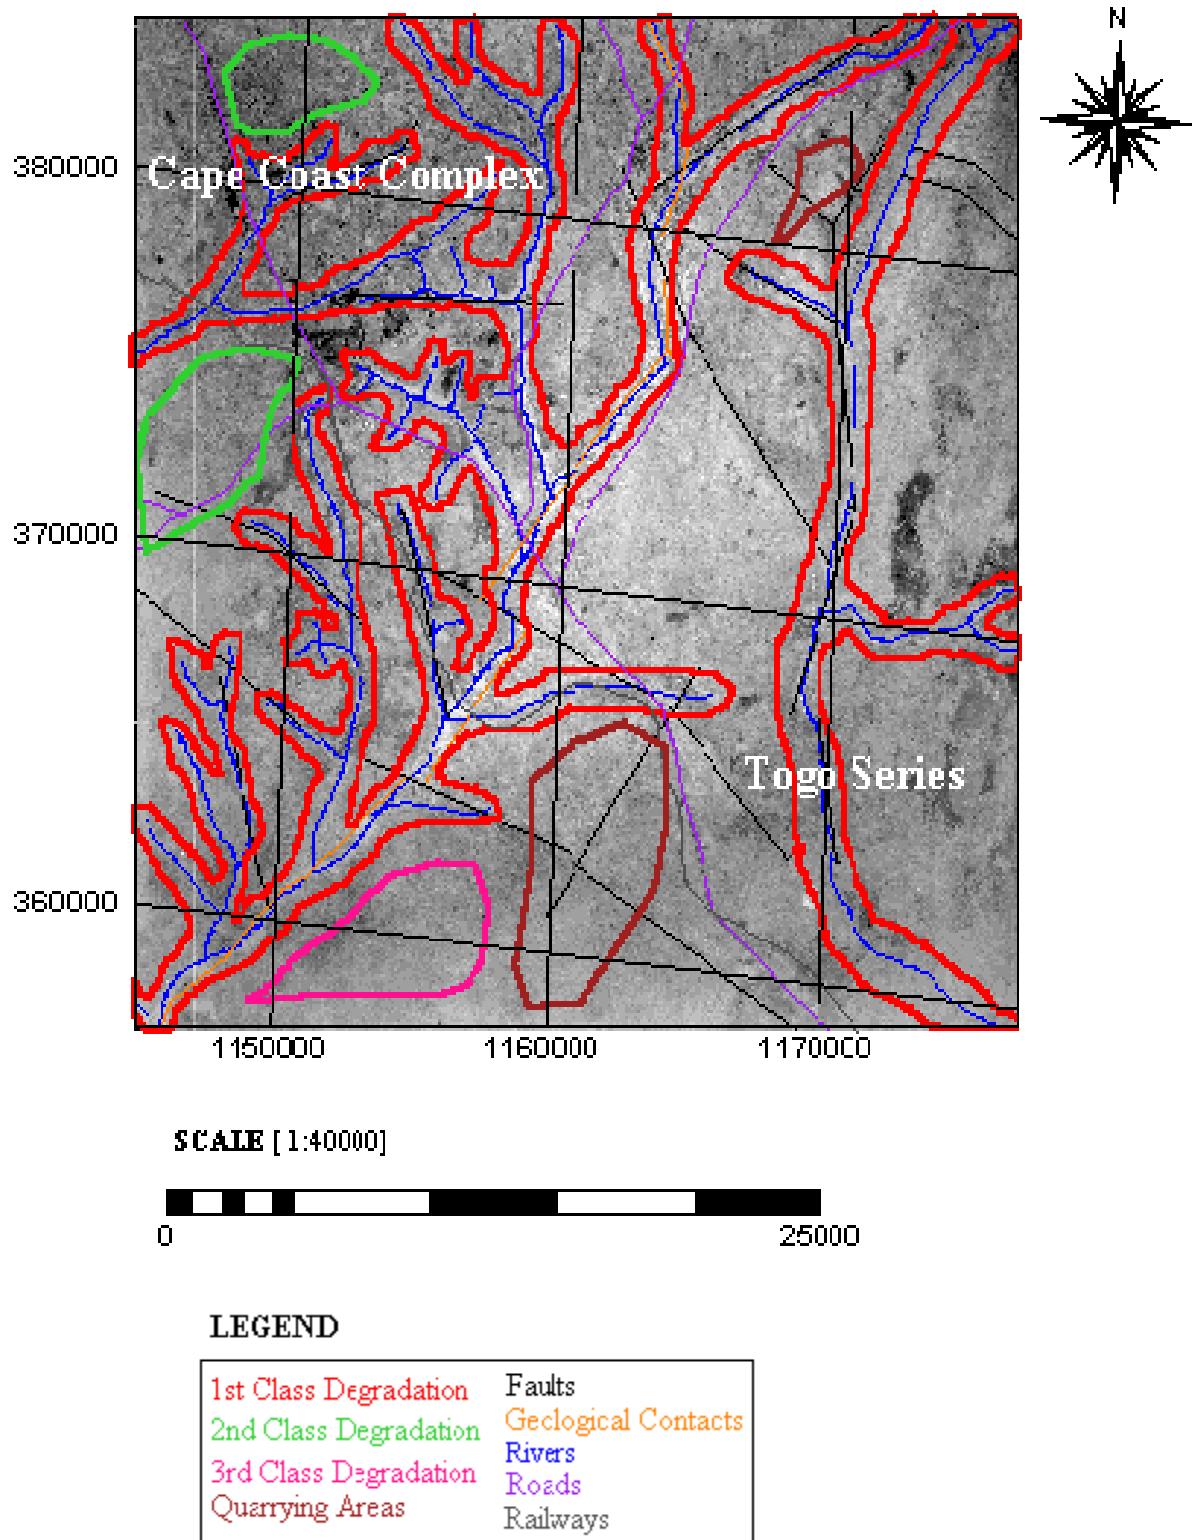 N
380000
Cape Coast Complex
370000
Togo Series
360000
1150000 1160000 1170000
SCALE [1:40000]
0 25000
LEGEND
1st Class Degradation
2nd Class Degradation
3rd Class Degradation
Quarrying Areas
Faults
Geological Contacts
Rivers
Roads
Railways